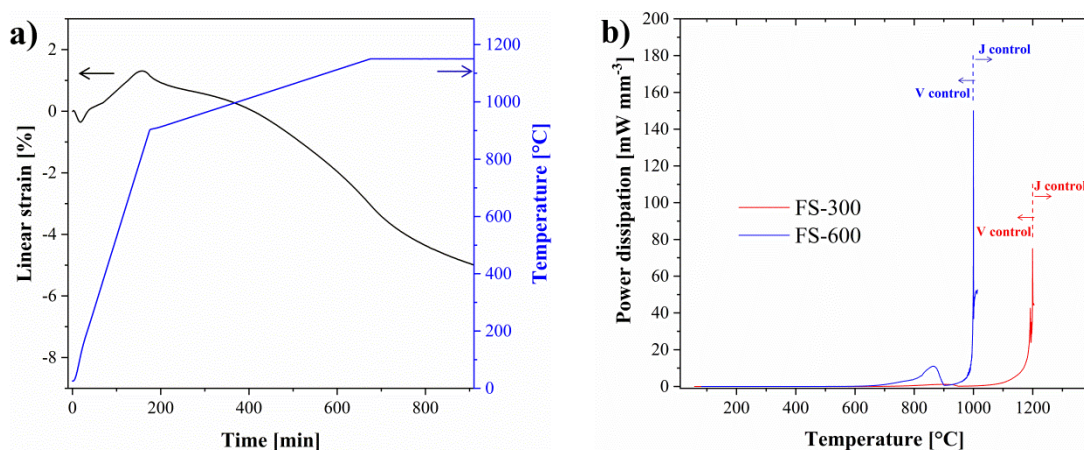 a)
2
0
-2
-4
-6
-8
Linear strain [%]
0
200
400
600
800
Time [min]
1200
1000
800
600
400
200
0
Temperature [°C]
b)
200
180
160
140
120
100
80
60
40
20
0
Power dissipation [mW mm⁻³]
J control
V control
J control
V control
FS-300
FS-600
200
400
600
800
1000
1200
Temperature [°C]